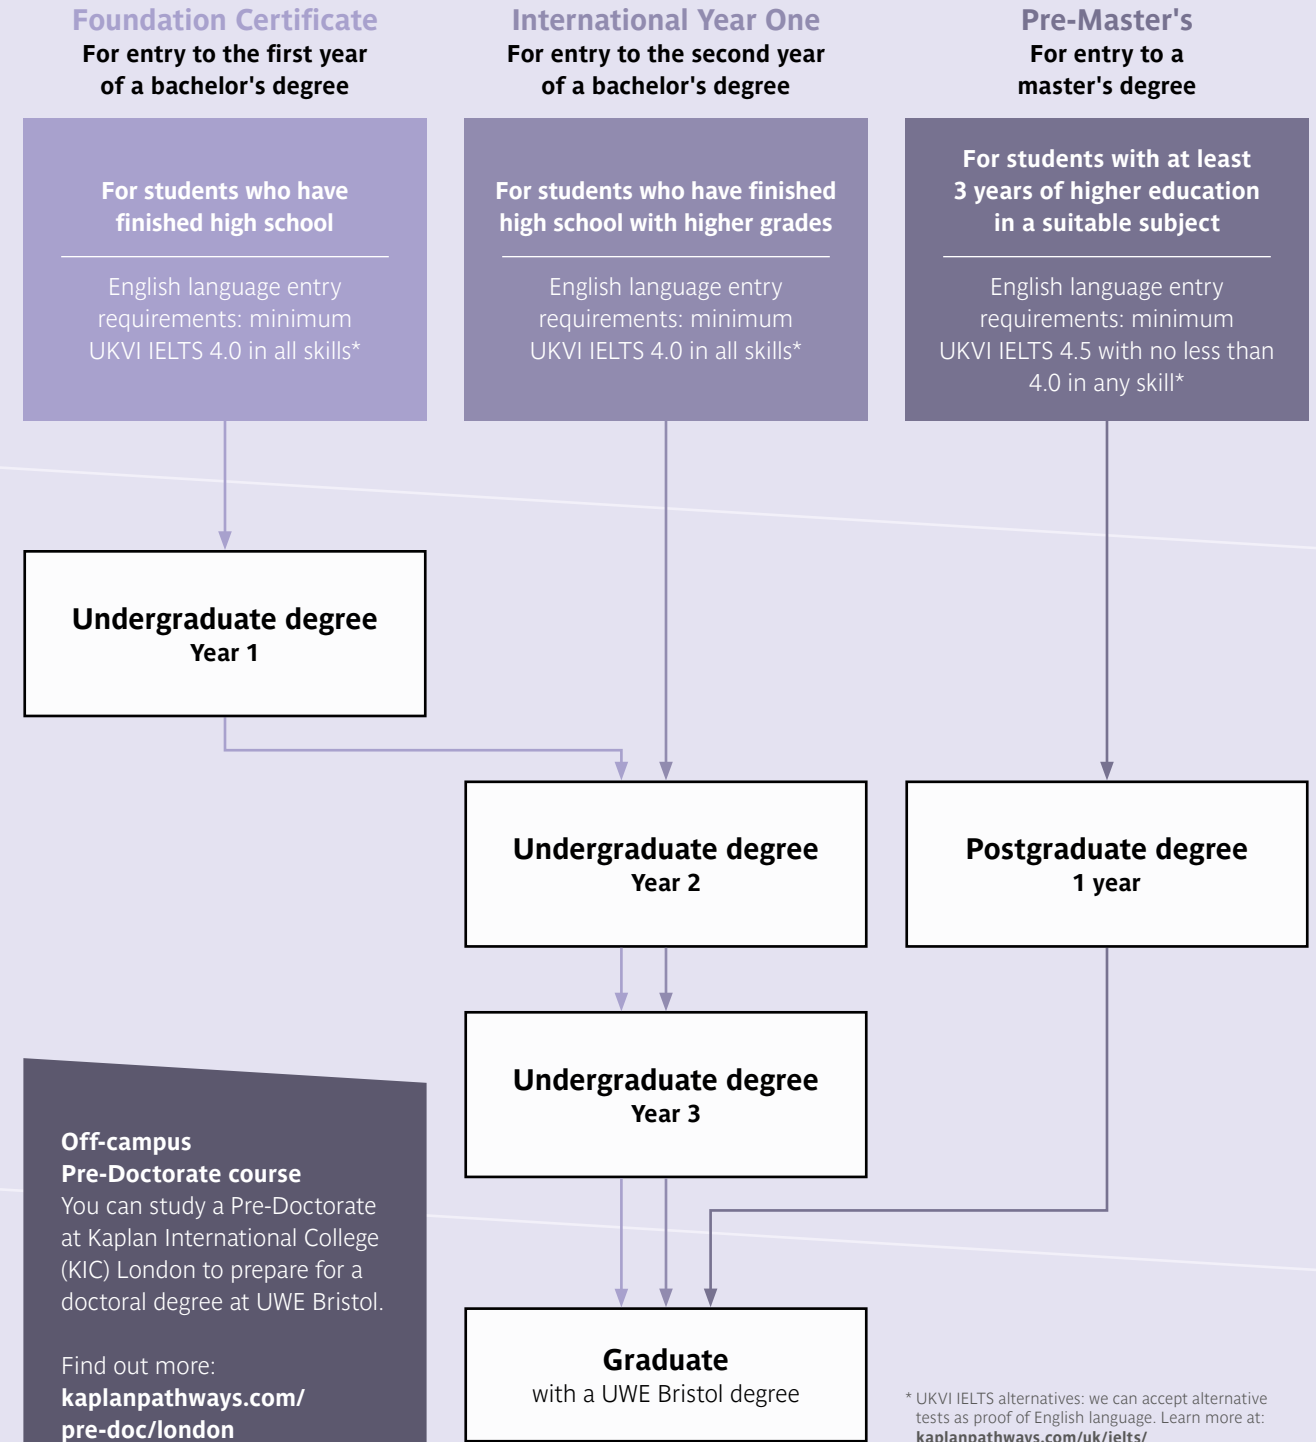 Foundation Certificate
For entry to the first year
of a bachelor's degree
International Year One
For entry to the second year
of a bachelor's degree
Pre-Master's
For entry to a
master's degree
For students who have
finished high school
English language entry
requirements: minimum
UKVI IELTS 4.0 in all skills*
For students who have finished
high school with higher grades
English language entry
requirements: minimum
UKVI IELTS 4.0 in all skills*
For students with at least
3 years of higher education
in a suitable subject
English language entry
requirements: minimum
UKVI IELTS 4.5 with no less than
4.0 in any skill*
Undergraduate degree
Year 1
Undergraduate degree
Year 2
Postgraduate degree
1 year
Undergraduate degree
Year 3
Off-campus
Pre-Doctorate course
You can study a Pre-Doctorate
at Kaplan International College
(KIC) London to prepare for a
doctoral degree at UWE Bristol.
Find out more:
kaplanpathways.com/
pre-doc/london
Graduate
with a UWE Bristol degree
* UKVI IELTS alternatives: we can accept alternative
tests as proof of English language. Learn more at:
kaplanpathways.com/uk/ielts/